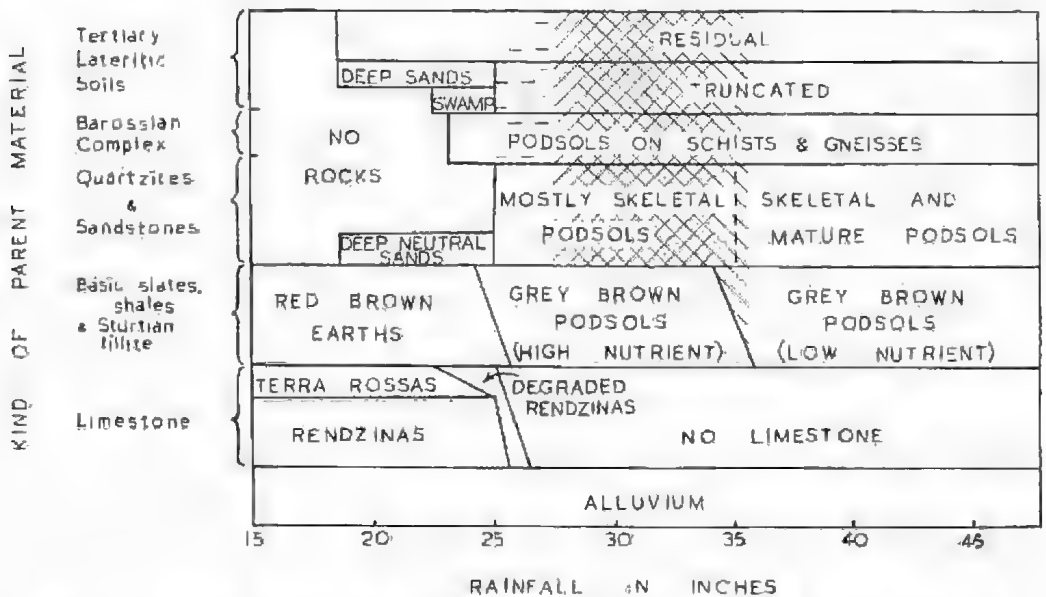 KIND OF PARENT MATERIAL
Tertiary
Lateritic
Soils
Barossian
Complex
Quartzites
&
Sandstones
Basic slates,
shales
& Sturtian
tillite
Limestone
RESIDUAL
DEEP SANDS
TRUNCATED
SWAMP
NO
ROCKS
PODSOLS ON SCHISTS & GNEISSES
MOSTLY SKELETAL
PODSOLS
SKELETAL AND
MATURE PODSOLS
DEEP NEUTRAL
SANDS
RED BROWN
EARTHS
GREY BROWN
PODSOLS
(HIGH NUTRIENT)
GREY BROWN
PODSOLS
(LOW NUTRIENT)
TERRA ROSSAS
DEGRADED
RENDZINAS
RENDZINAS
NO LIMESTONE
ALLUVIUM
15 20 25 30 35 40 45
RAINFALL IN INCHES